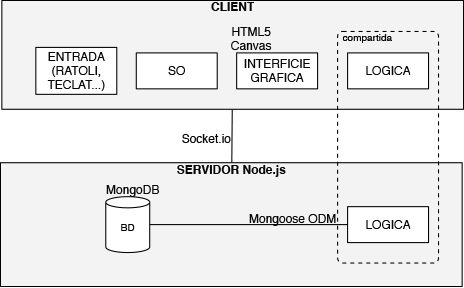 CLIENT
HTML5
Canvas
compartida
ENTRADA
(RATOLI,
TECLAT...)
SO
INTERFICIE
GRAFICA
LOGICA
Socket.io
SERVIDOR Node.js
MongoDB
BD
Mongoose ODM
LOGICA